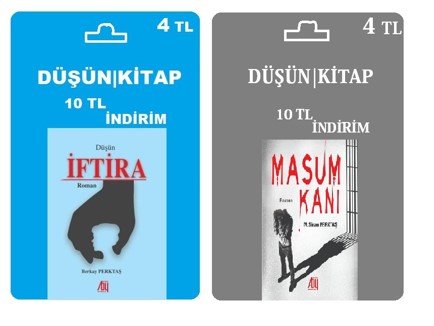 4 TL
DÜŞÜN|KİTAP
10 TL
İNDİRİM
Düşün
İFTİRA
Roman
Berkay PERKTAŞ
4 TL
DÜŞÜN|KİTAP
10 TL
İNDİRİM
MASUM
KANI
Roman
PERKTAŞ